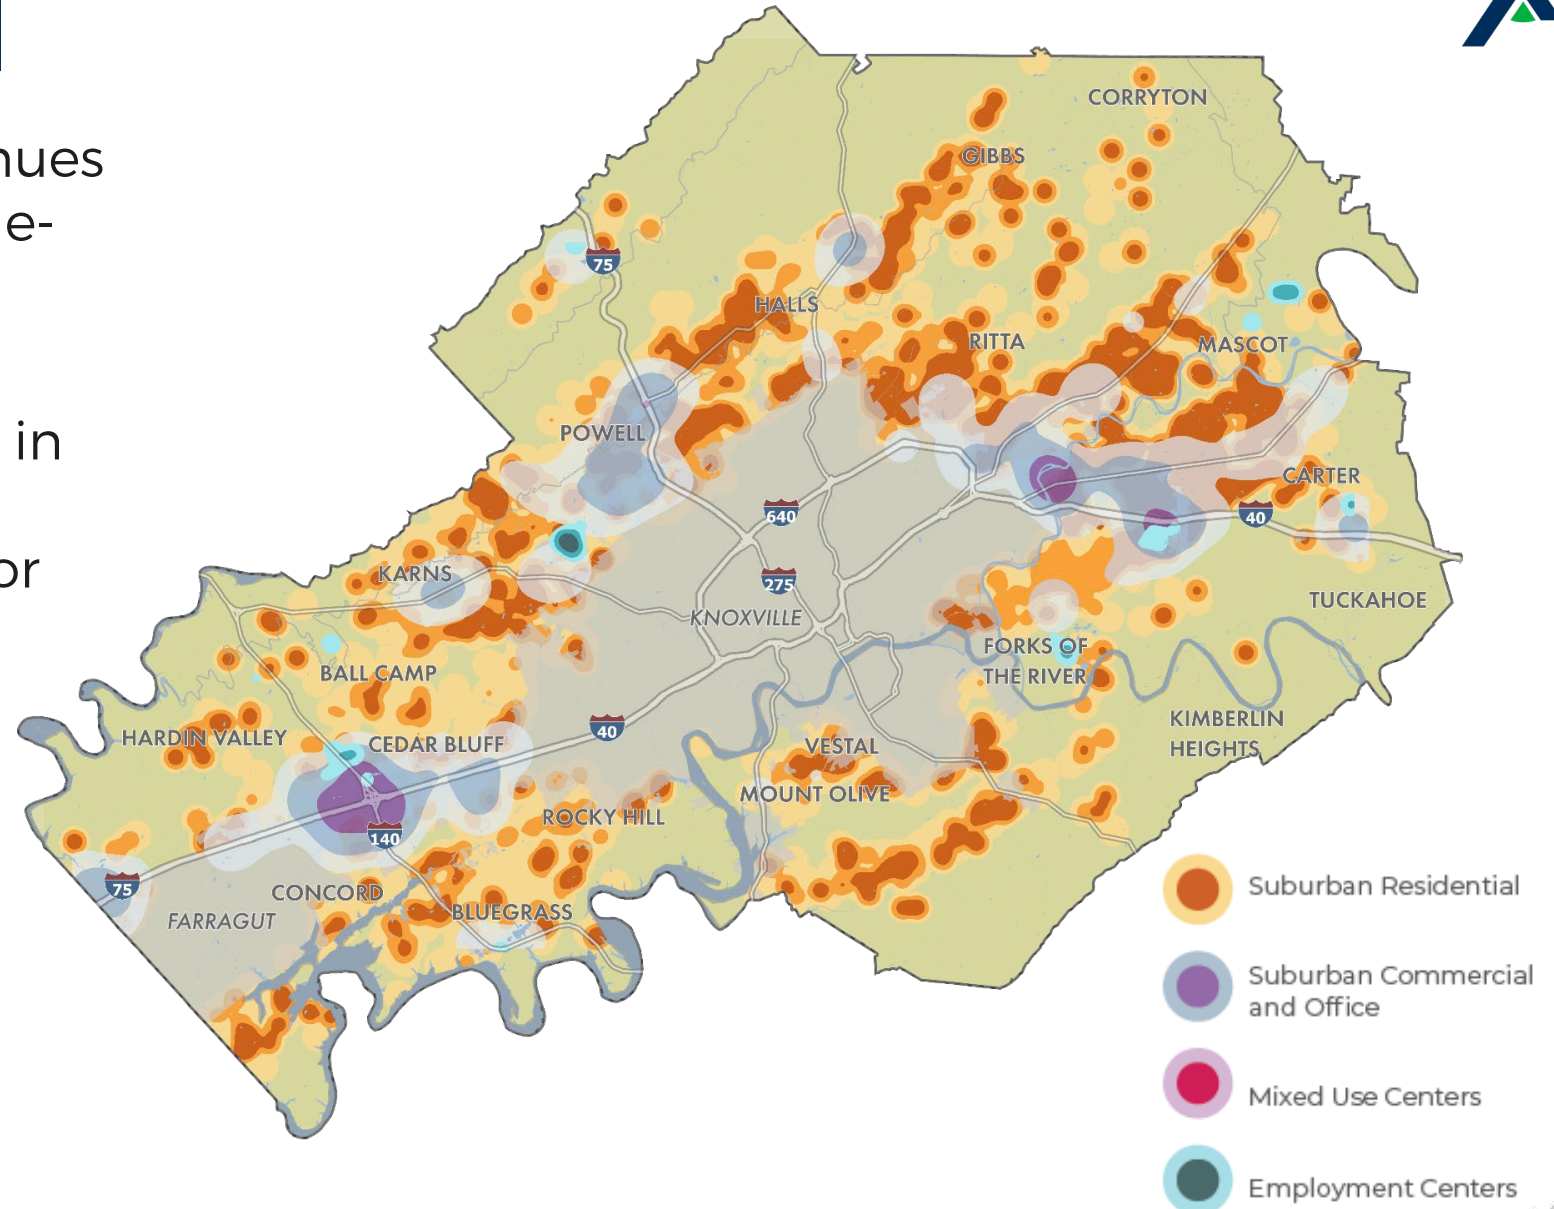 nues
e-
in
or
CORRYTON
GIBBS
75
HALLS
RITTA
MASCOT
POWELL
CARTER
640
40
KARNS
275
KNOXVILLE
TUCKAHOE
FORKS OF
THE RIVER
BALL CAMP
HARDIN VALLEY
CEDAR BLUFF
40
VESTAL
KIMBERLIN
HEIGHTS
MOUNT OLIVE
ROCKY HILL
140
75
CONCORD
FARRAGUT
BLUEGRASS
Suburban Residential
Suburban Commercial
and Office
Mixed Use Centers
Employment Centers